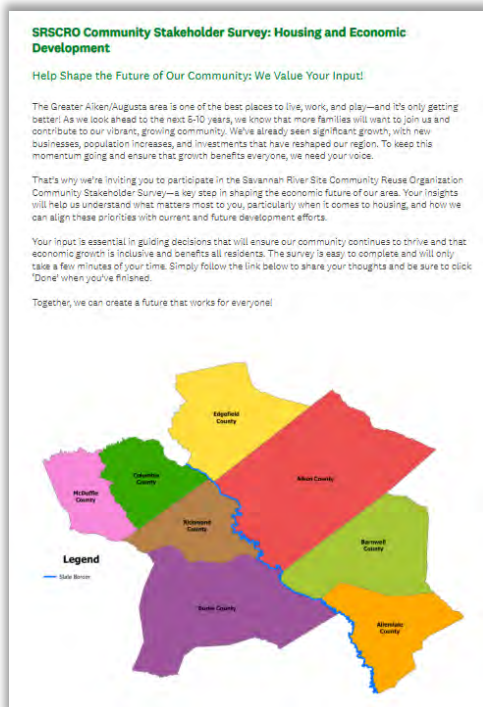 SRSCRO Community Stakeholder Survey: Housing and Economic
Development
Help Shape the Future of Our Community: We Value Your Input!
The Greater Aiken/Augusta area is one of the best places to live, work, and play—and it's only getting
better! As we look ahead to the next 5-10 years, we know that more families will want to join us and
contribute to our vibrant, growing community. We've already seen significant growth, with new
businesses, population increases, and investments that have reshaped our region. To keep this
momentum going and ensure that growth benefits everyone, we need your voice.
That's why we're inviting you to participate in the Savannah River Site Community Reuse Organization
Community Stakeholder Survey—a key step in shaping the economic future of our area. Your insights
will help us understand what matters most to you, particularly when it comes to housing, and how we
can align these priorities with current and future development efforts.
Your input is essential in guiding decisions that will ensure our community continues to thrive and that
economic growth is inclusive and benefits all residents. The survey is easy to complete and will only
take a few minutes of your time. Simply follow the link below to share your thoughts and be sure to click
'Done' when you've finished.
Together, we can create a future that works for everyone!
Edgefield
County
Aiken County
Columbia
County
McDuffie
County
Richmond
County
Barnwell
County
Legend
State Border
Burke County
Allendale
County